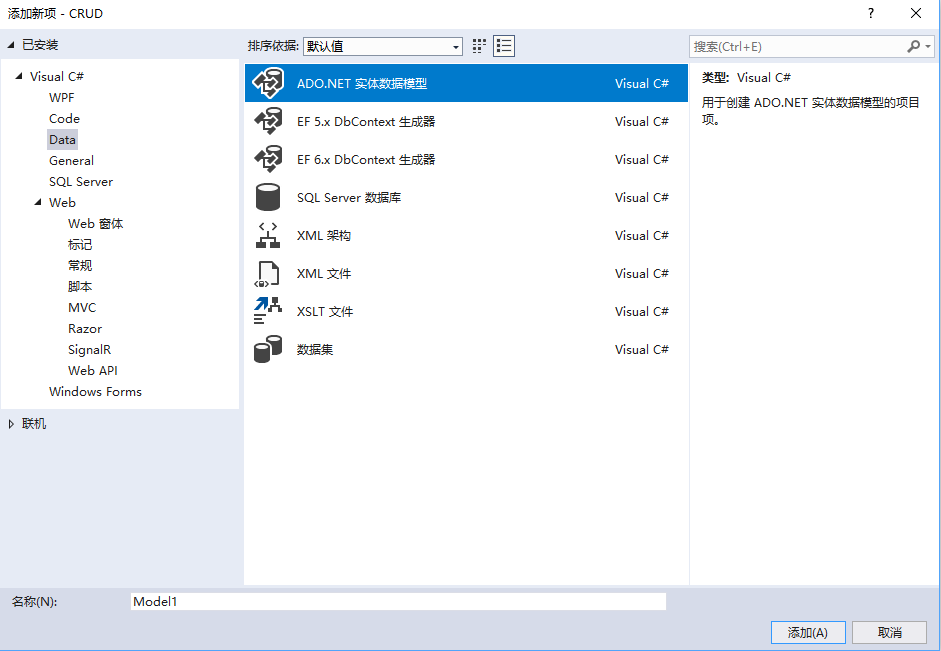 添加新项 - CRUD
?
已安装
排序依据: 默认值
搜索(Ctrl+E)
Visual C#
WPF
Code
Data
General
SQL Server
Web
Web 窗体
标记
常规
脚本
MVC
Razor
SignalR
Web API
Windows Forms
联机
ADO.NET 实体数据模型 Visual C#
EF 5.x DbContext 生成器 Visual C#
EF 6.x DbContext 生成器 Visual C#
SQL Server 数据库 Visual C#
XML 架构 Visual C#
XML 文件 Visual C#
XSLT 文件 Visual C#
数据集 Visual C#
类型: Visual C#
用于创建 ADO.NET 实体数据模型的项目
项。
名称(N): Model1
添加(A) 取消